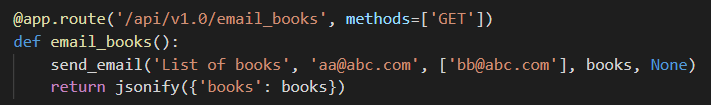 @app.route('/api/v1.0/email_books', methods=['GET'])
def email_books():
    send_email('List of books', 'aa@abc.com', ['bb@abc.com'], books, None)
    return jsonify({'books': books})